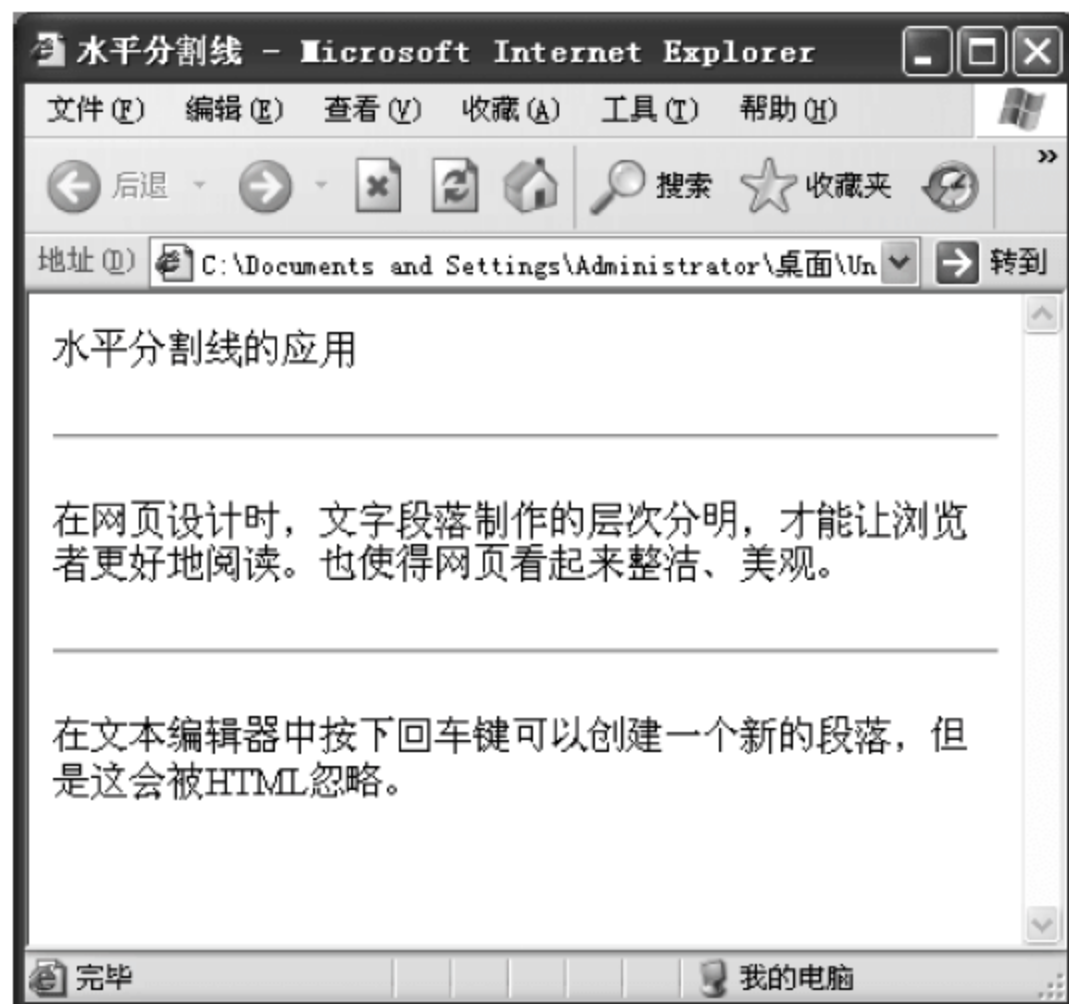 水平分割线 - Microsoft Internet Explorer
文件(F) 编辑(E) 查看(V) 收藏(A) 工具(T) 帮助(H)
后退 搜索 收藏夹 »
地址(D) C:\Documents and Settings\Administrator\桌面\Un 转到
水平分割线的应用
在网页设计时，文字段落制作的层次分明，才能让浏览
者更好地阅读。也使得网页看起来整洁、美观。
在文本编辑器中按下回车键可以创建一个新的段落，但
是这会被HTML忽略。
完毕 我的电脑